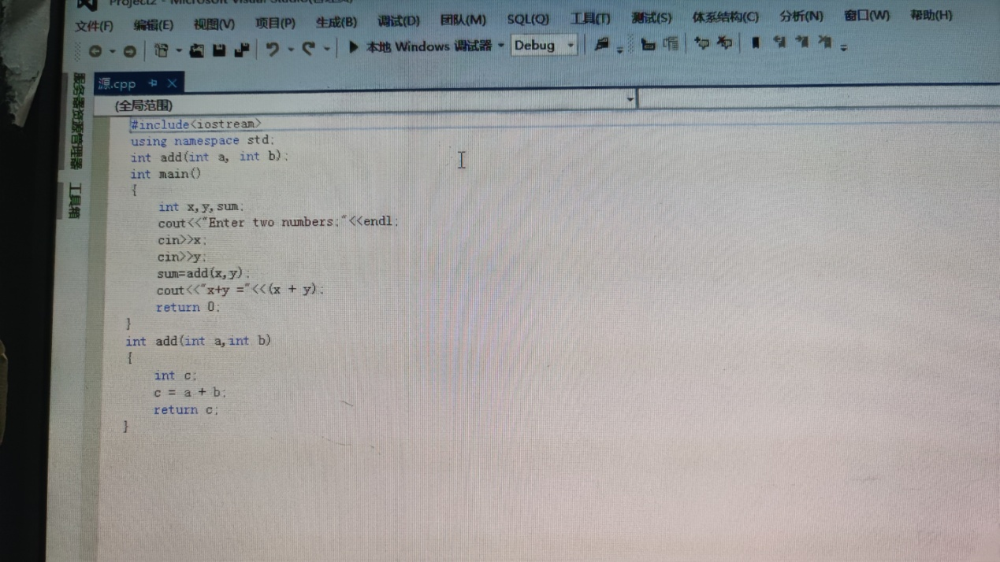 Project2 - Microsoft Visual Studio(管理员)
文件(F) 编辑(E) 视图(V) 项目(P) 生成(B) 调试(D) 团队(M) SQL(Q) 工具(T) 测试(S) 体系结构(C) 分析(N) 窗口(W) 帮助(H)
本地 Windows 调试器 Debug
服务器资源管理器
工具箱
源.cpp
(全局范围)
#include<iostream>
using namespace std;
int add(int a, int b);
int main()
{
int x,y,sum;
cout<<"Enter two numbers:"<<endl;
cin>>x;
cin>>y;
sum=add(x,y);
cout<<"x+y ="<<(x + y);
return 0;
}
int add(int a,int b)
{
int c;
c = a + b;
return c;
}